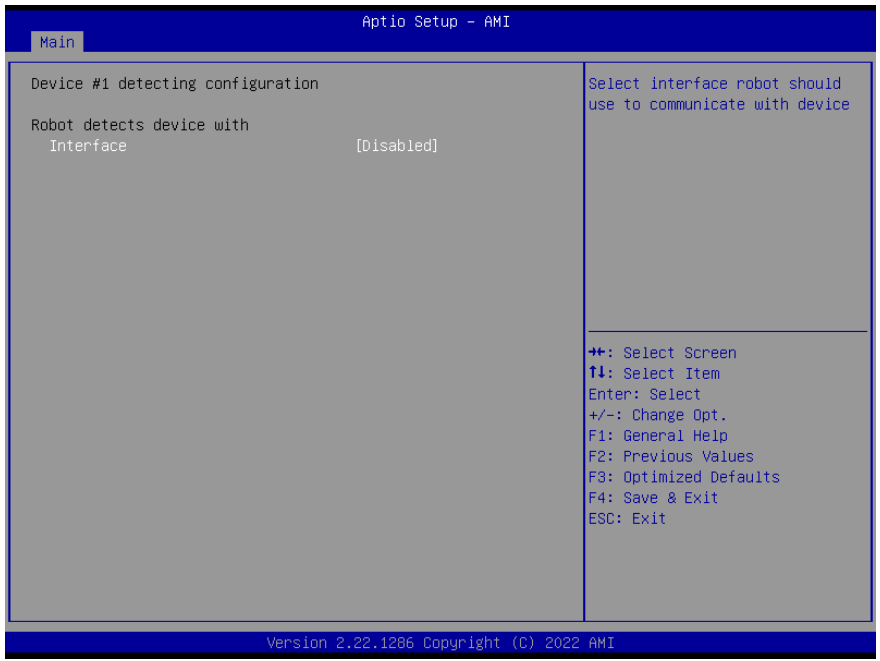 Aptio Setup – AMI
Main
Device #1 detecting configuration
Robot detects device with
Interface [Disabled]
Select interface robot should
use to communicate with device
→←: Select Screen
↑↓: Select Item
Enter: Select
+/-: Change Opt.
F1: General Help
F2: Previous Values
F3: Optimized Defaults
F4: Save & Exit
ESC: Exit
Version 2.22.1286 Copyright (C) 2022 AMI